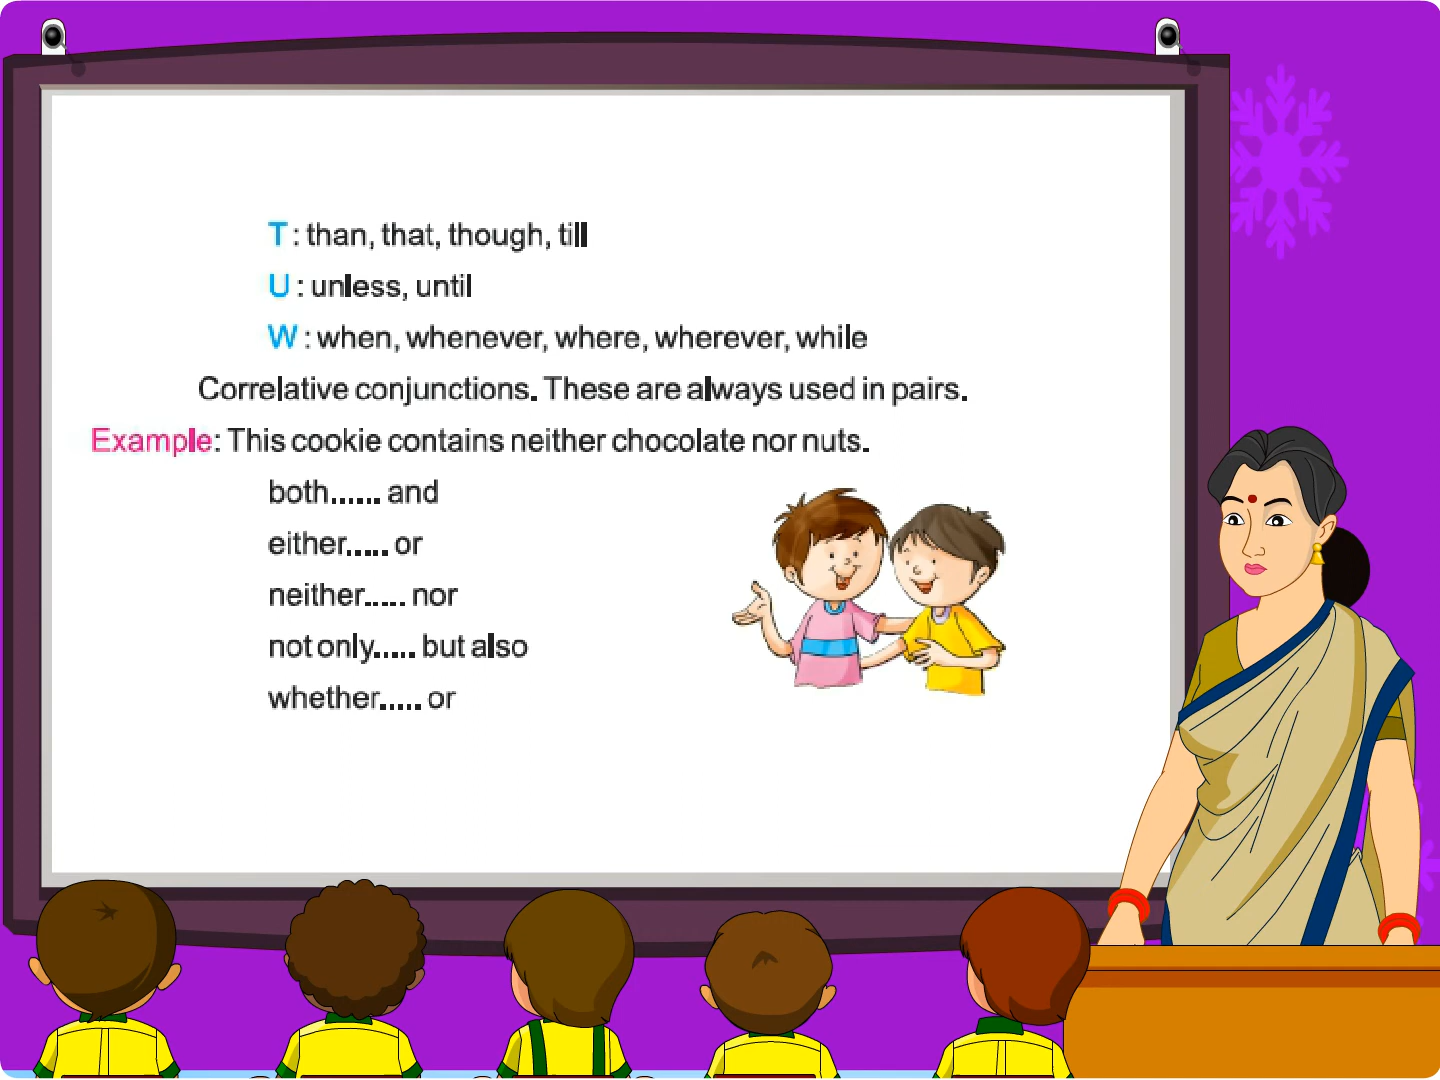 T : than, that, though, till
U : unless, until
W : when, whenever, where, wherever, while
Correlative conjunctions. These are always used in pairs.
Example: This cookie contains neither chocolate nor nuts.
both...... and
either..... or
neither..... nor
not only..... but also
whether..... or